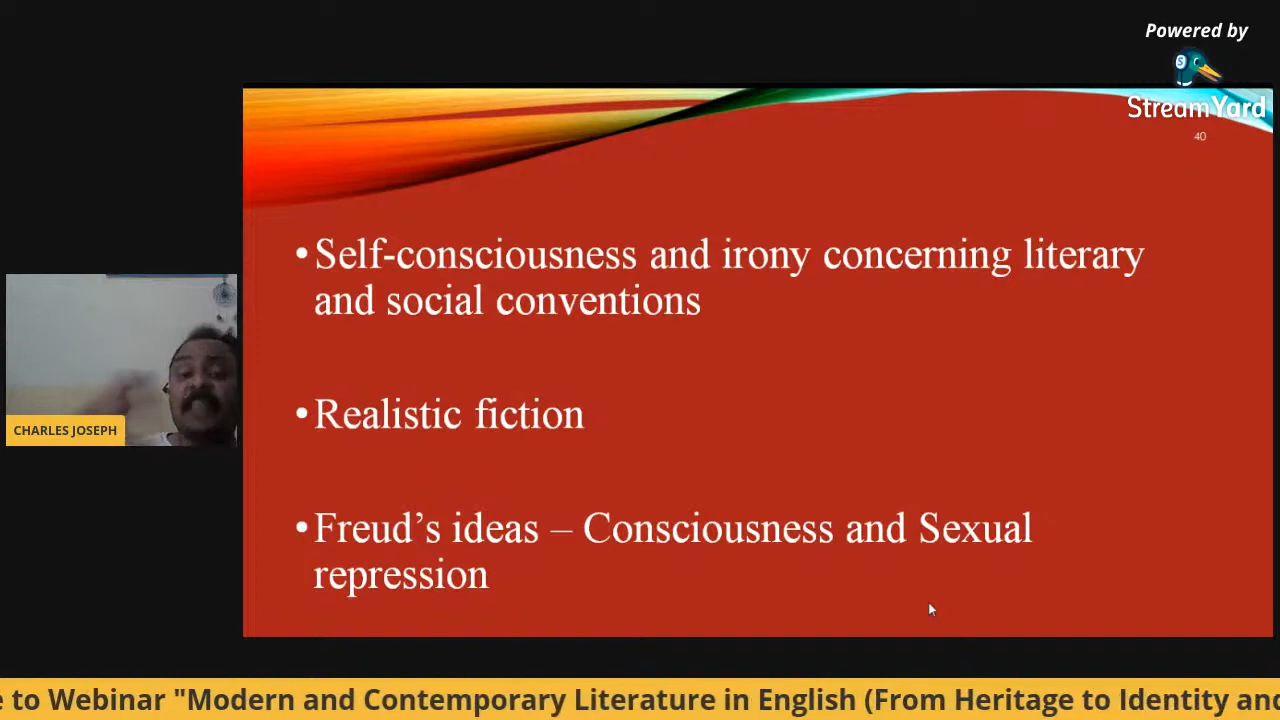 Powered by
StreamYard
40
• Self-consciousness and irony concerning literary
and social conventions
• Realistic fiction
• Freud’s ideas – Consciousness and Sexual
repression
CHARLES JOSEPH
e to Webinar "Modern and Contemporary Literature in English (From Heritage to Identity and